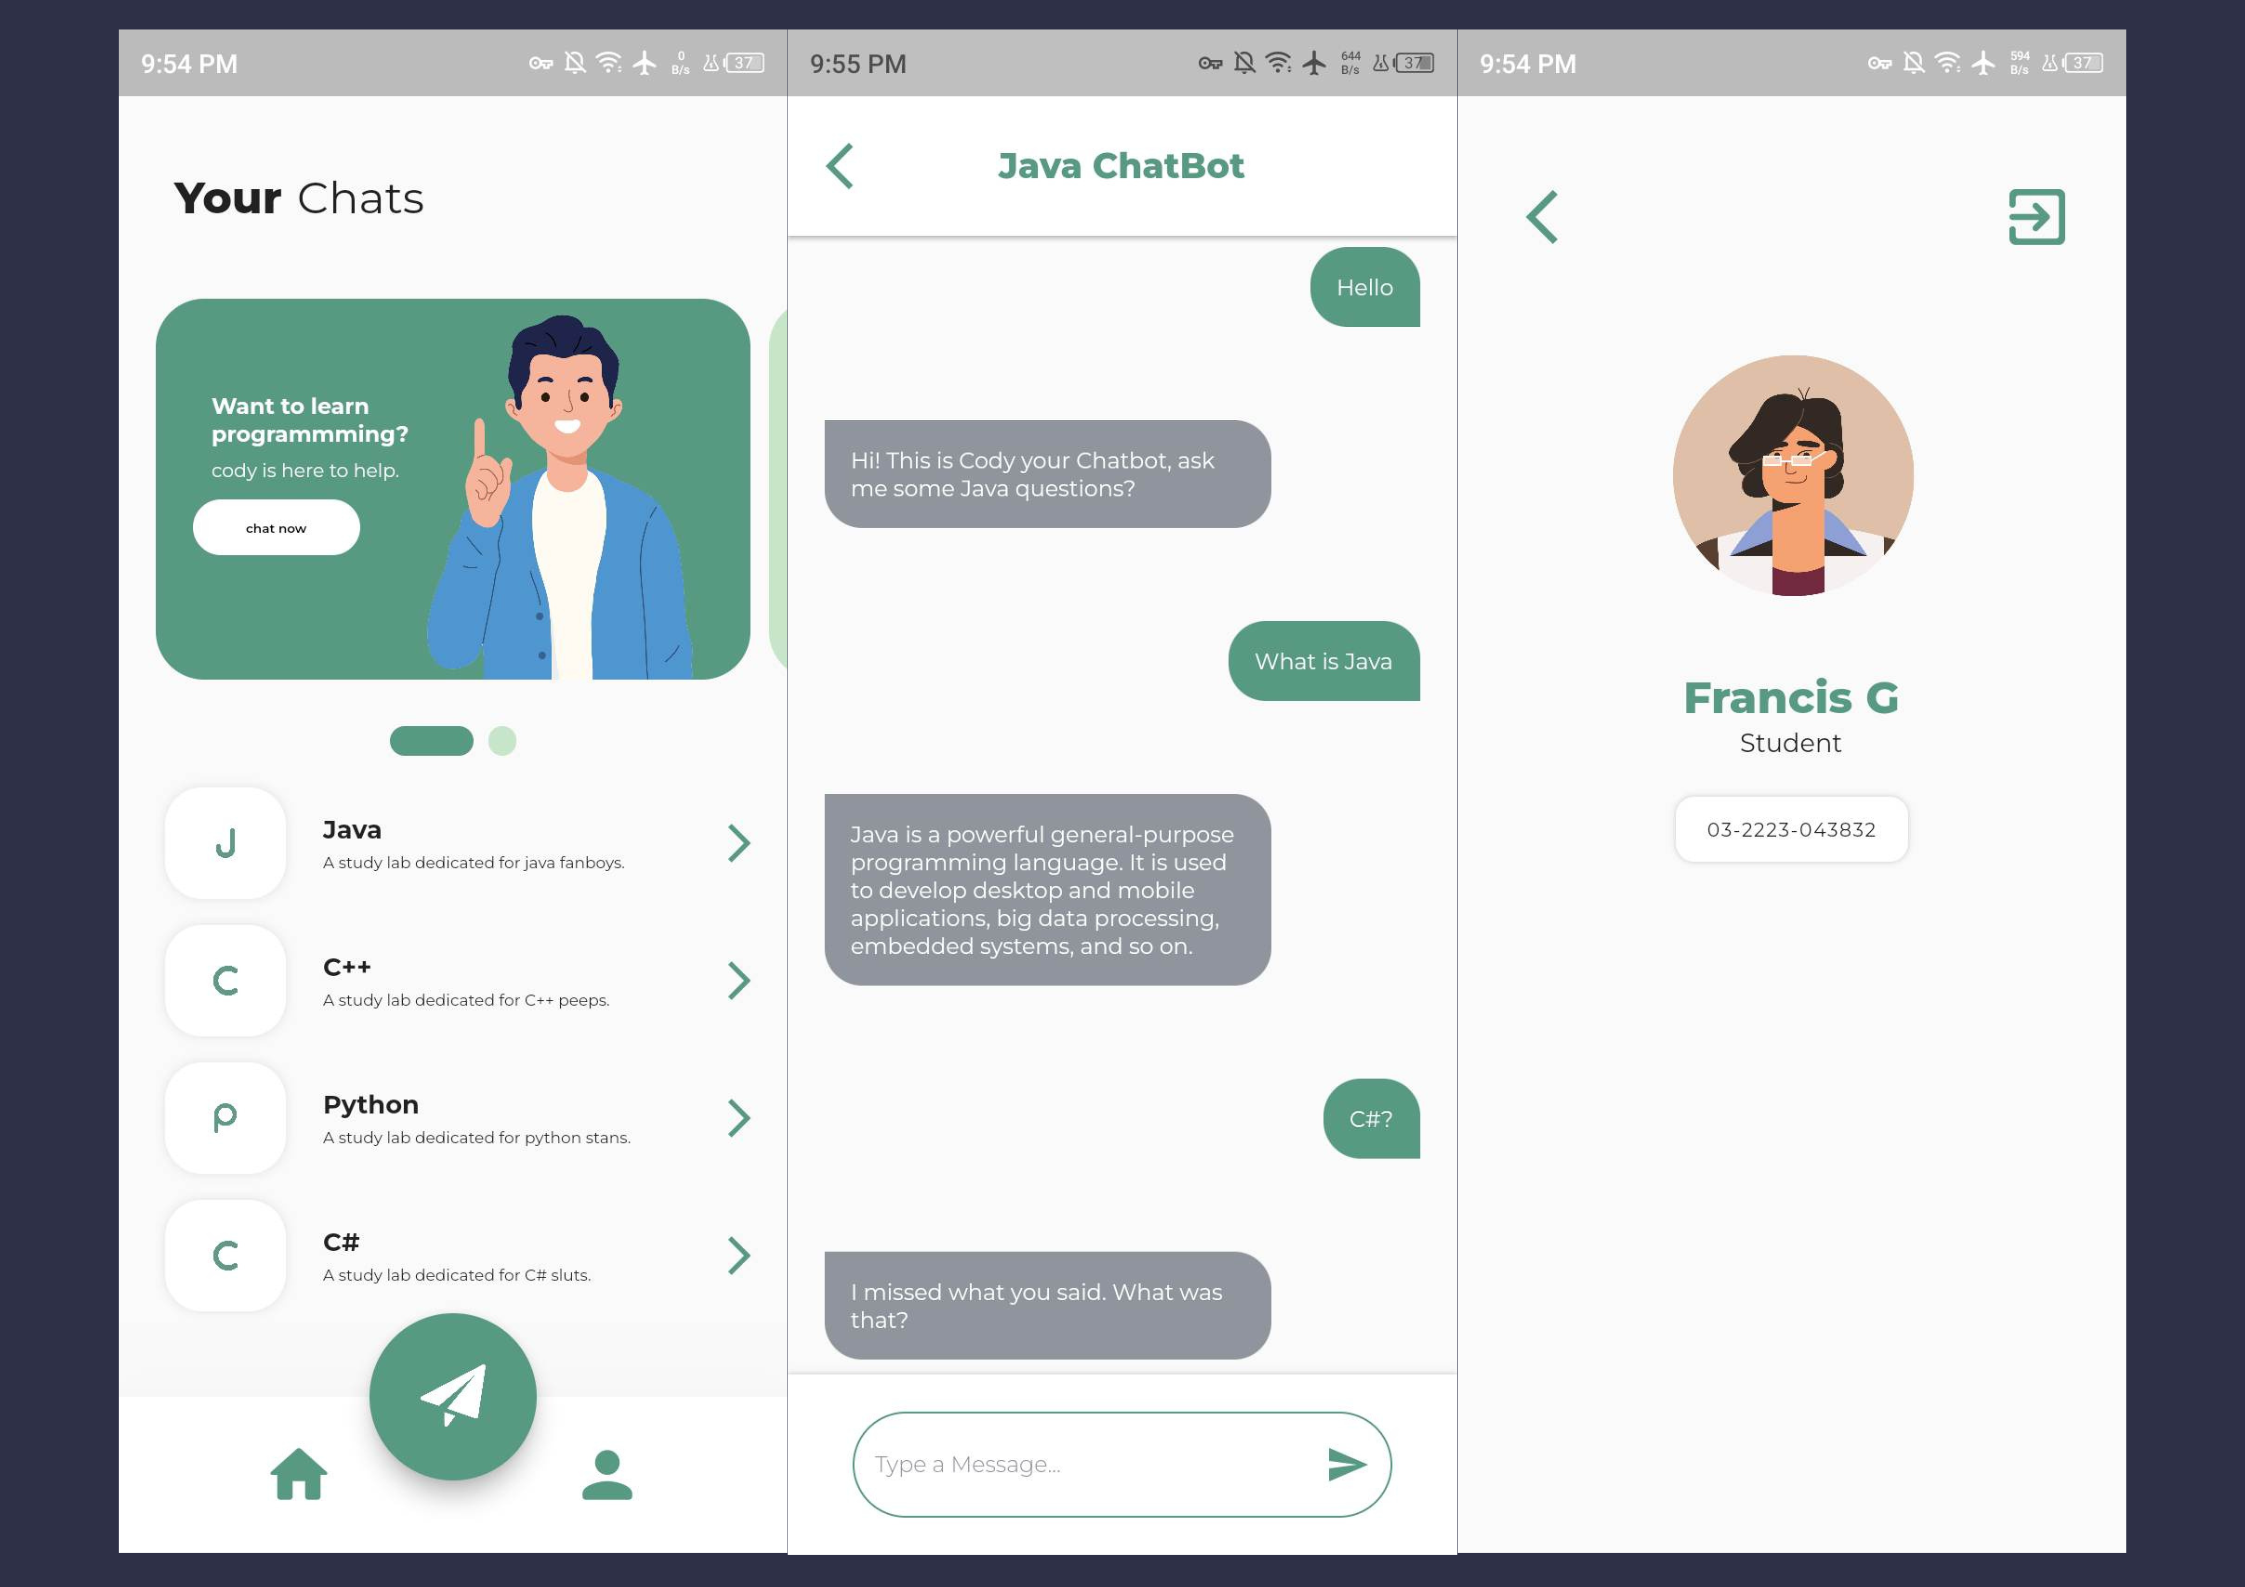 9:54 PM
0
B/s
37
Your Chats
Want to learn
programmming?
cody is here to help.
chat now
J
Java
A study lab dedicated for java fanboys.
C
C++
A study lab dedicated for C++ peeps.
P
Python
A study lab dedicated for python stans.
C
C#
A study lab dedicated for C# sluts.
9:55 PM
644
B/s
37
Java ChatBot
Hello
Hi! This is Cody your Chatbot, ask
me some Java questions?
What is Java
Java is a powerful general-purpose
programming language. It is used
to develop desktop and mobile
applications, big data processing,
embedded systems, and so on.
C#?
I missed what you said. What was
that?
Type a Message...
9:54 PM
594
B/s
37
Francis G
Student
03-2223-043832